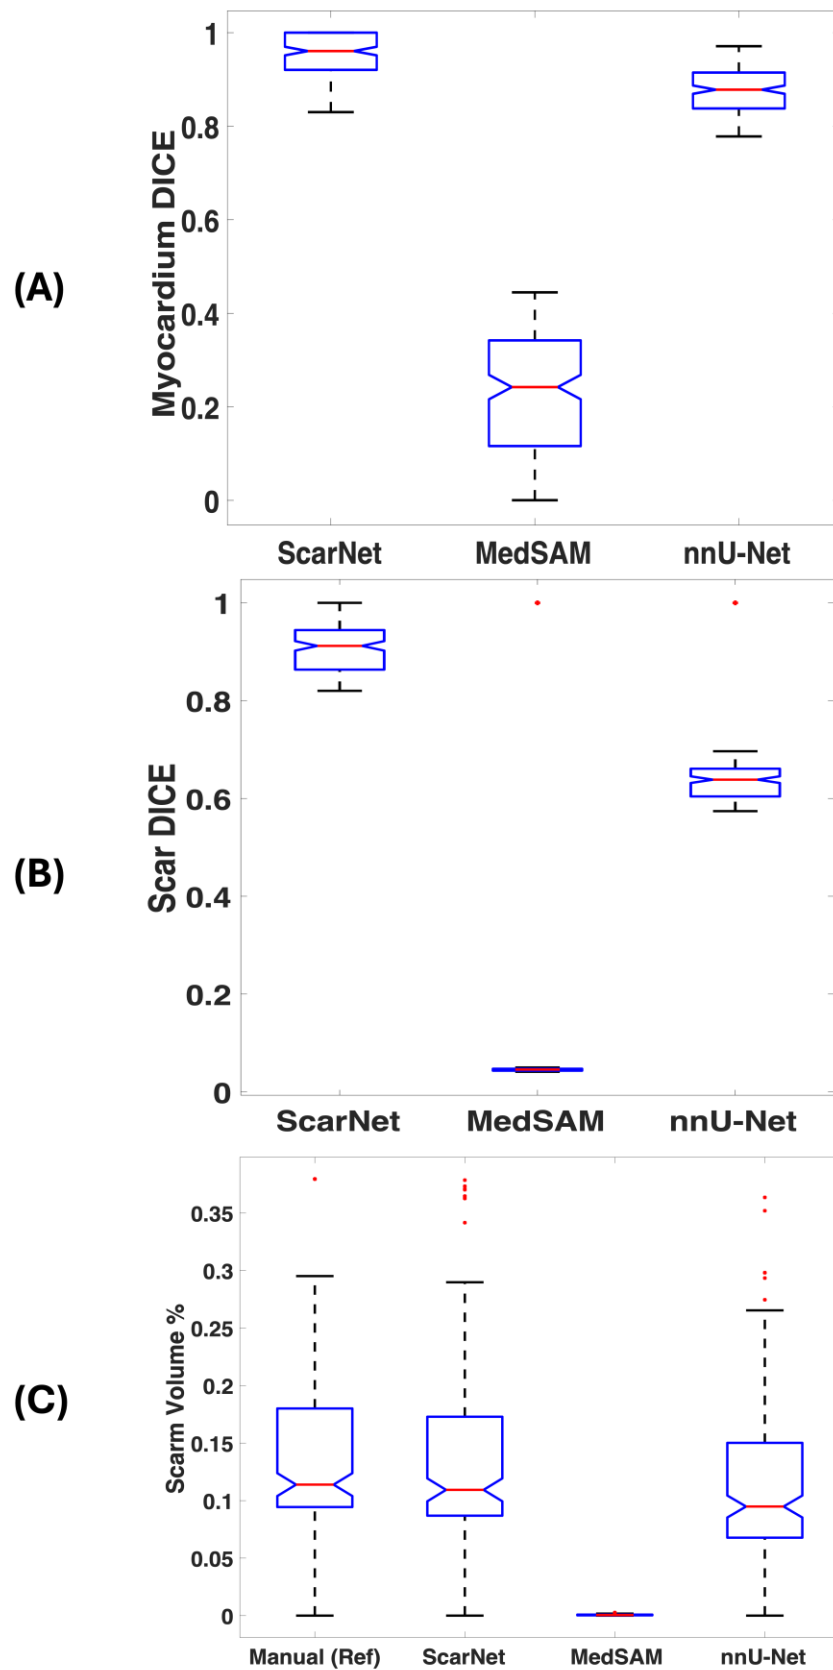 (A)
Myocardium DICE
1
0.8
0.6
0.4
0.2
0
ScarNet MedSAM nnU-Net
(B)
Scar DICE
1
0.8
0.6
0.4
0.2
0
ScarNet MedSAM nnU-Net
(C)
Scarm Volume %
0.35
0.3
0.25
0.2
0.15
0.1
0.05
0
Manual (Ref) ScarNet MedSAM nnU-Net